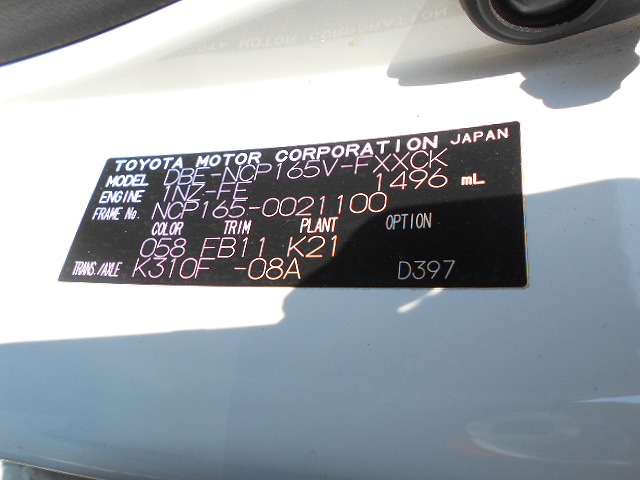 TOYOTA MOTOR CORPORATION JAPAN
MODEL DBE-NCP165V-FXXCK
ENGINE 1NZ-FE 1496 mL
FRAME No. NCP165-0021100
COLOR TRIM PLANT OPTION
058 FB11 K21
TRANS./AXLE K310F -08A D397